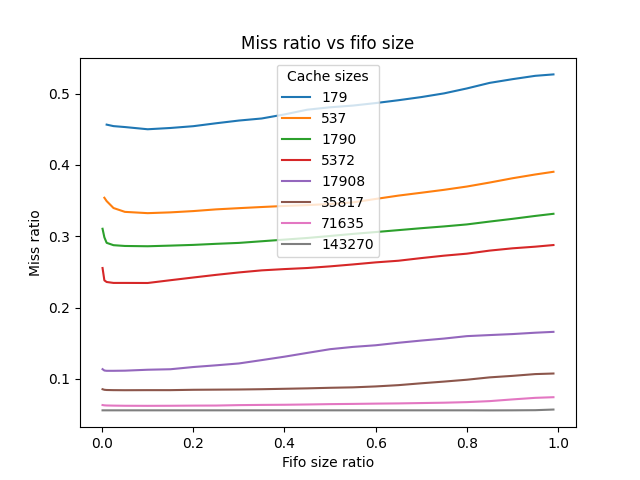 Miss ratio vs fifo size
Cache sizes
179
537
1790
5372
17908
35817
71635
143270
Miss ratio
0.5
0.4
0.3
0.2
0.1
0.0 0.2 0.4 0.6 0.8 1.0
Fifo size ratio